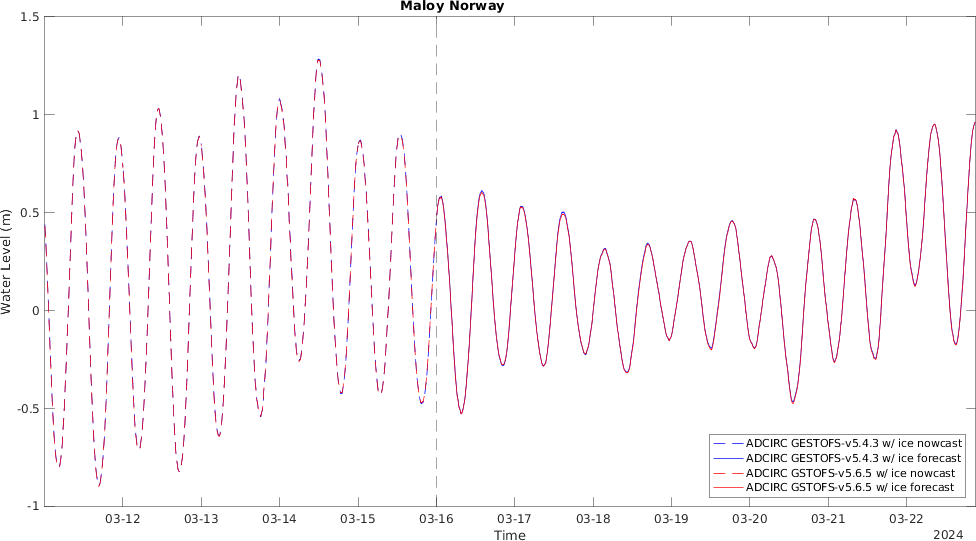 Maloy Norway
1.5
1
0.5
0
-0.5
-1
Water Level (m)
ADCIRC GESTOFS-v5.4.3 w/ ice nowcast
ADCIRC GESTOFS-v5.4.3 w/ ice forecast
ADCIRC GSTOFS-v5.6.5 w/ ice nowcast
ADCIRC GSTOFS-v5.6.5 w/ ice forecast
03-12 03-13 03-14 03-15 03-16 03-17 03-18 03-19 03-20 03-21 03-22
Time
2024